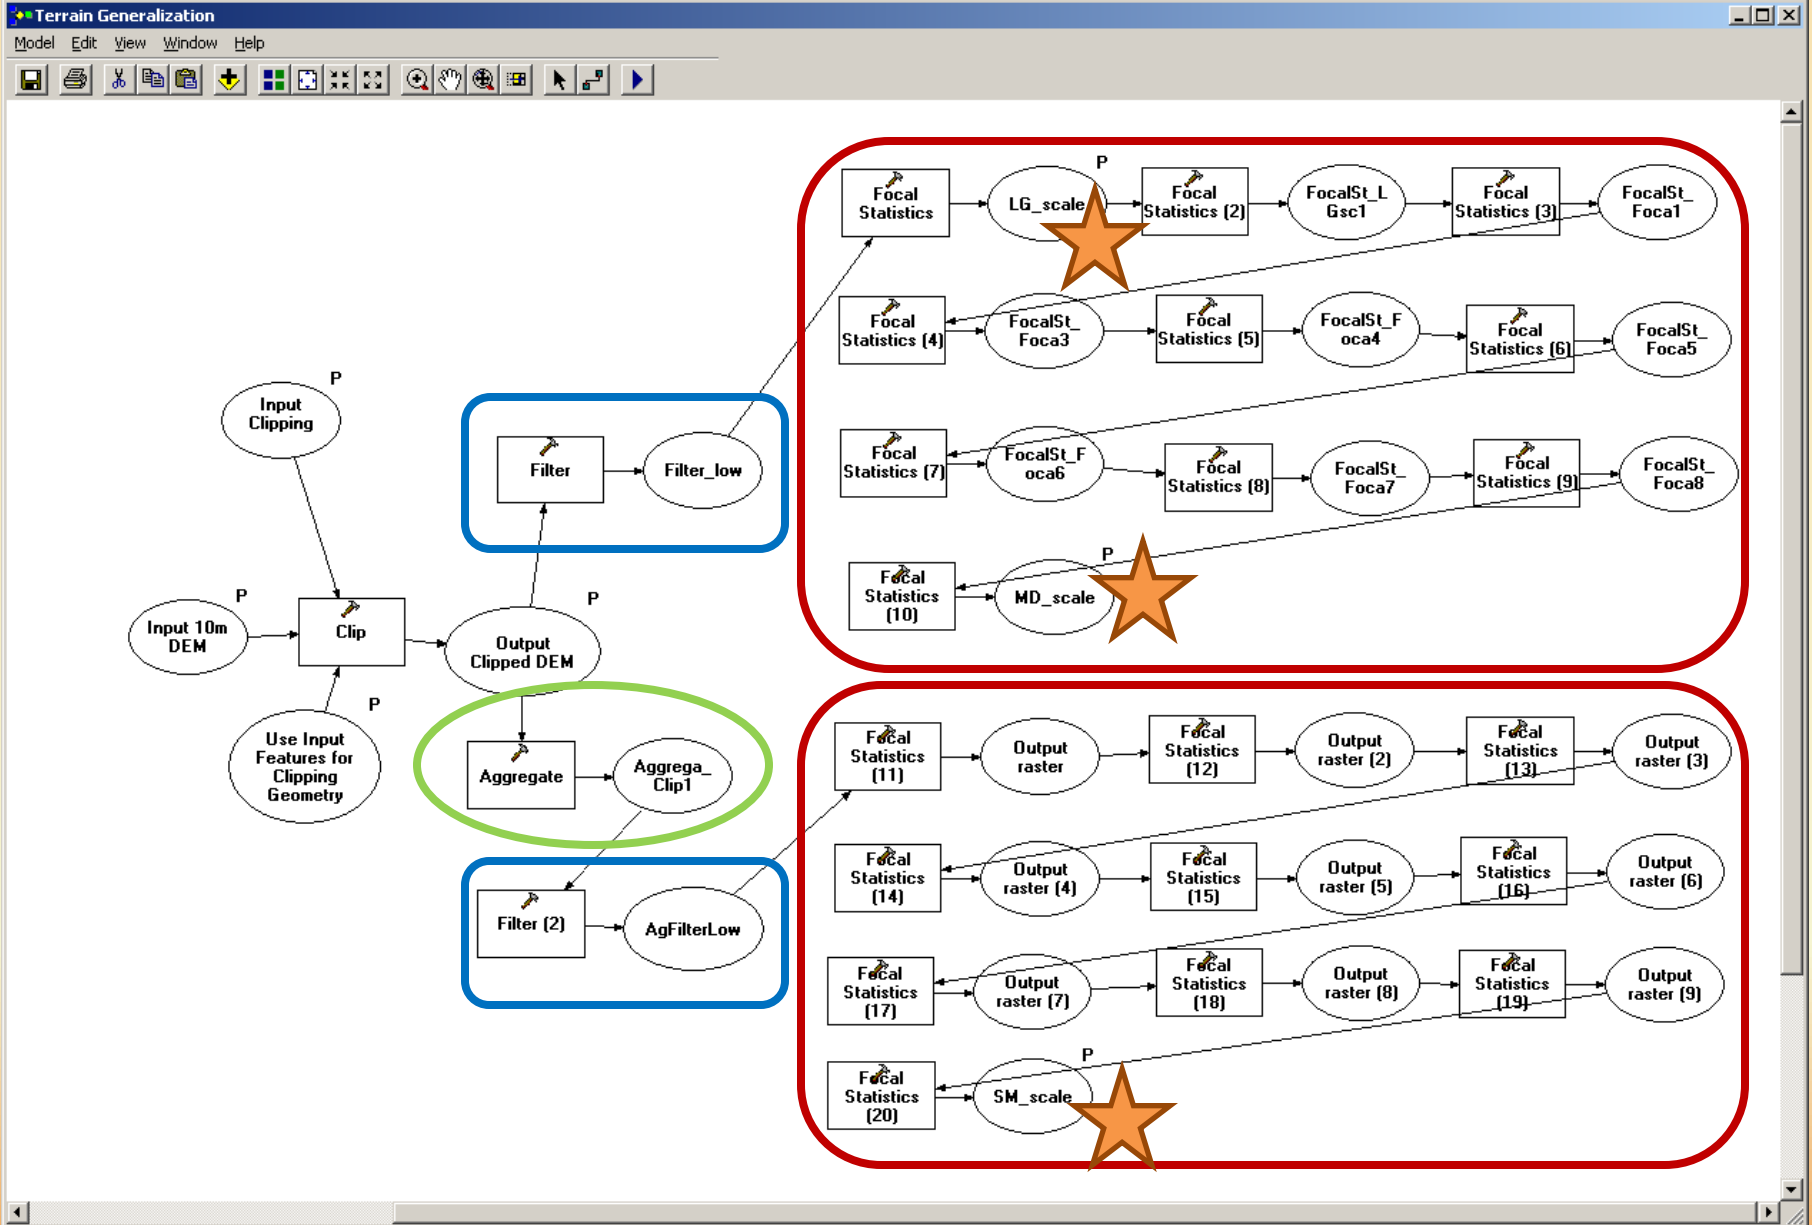 Terrain Generalization
Model Edit View Window Help
P
Focal
Statistics
LG_scale
Focal
Statistics (2)
FocalSt_L
Gsc1
Focal
Statistics (3)
FocalSt_
Foca1
Focal
Statistics (4)
FocalSt_
Foca3
Focal
Statistics (5)
FocalSt_F
oca4
Focal
Statistics (6)
FocalSt_
Foca5
P
Input
Clipping
Filter
Filter_low
Focal
Statistics (7)
FocalSt_F
oca6
Focal
Statistics (8)
FocalSt_
Foca7
Focal
Statistics (9)
FocalSt_
Foca8
P
Focal
Statistics
(10)
MD_scale
P
Input 10m
DEM
Clip
P
Output
Clipped DEM
P
Use Input
Features for
Clipping
Geometry
Aggregate
Aggrega_
Clip1
Focal
Statistics
(11)
Output
raster
Focal
Statistics
(12)
Output
raster (2)
Focal
Statistics
(13)
Output
raster (3)
Focal
Statistics
(14)
Output
raster (4)
Focal
Statistics
(15)
Output
raster (5)
Focal
Statistics
(16)
Output
raster (6)
Filter (2)
AgFilterLow
Focal
Statistics
(17)
Output
raster (7)
Focal
Statistics
(18)
Output
raster (8)
Focal
Statistics
(19)
Output
raster (9)
P
Focal
Statistics
(20)
SM_scale